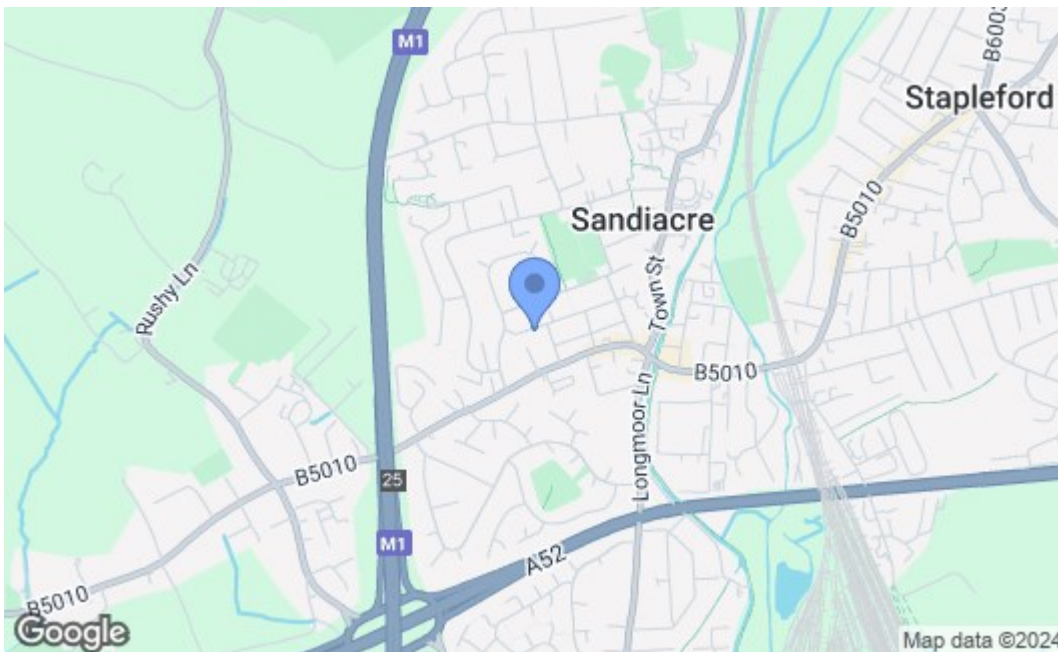 M1
B6003
Stapleford
B5010
Sandiacre
Rushy Ln
Town St
B5010
Longmoor Ln
B5010
25
M1
A52
B5010
Google
Map data ©2024